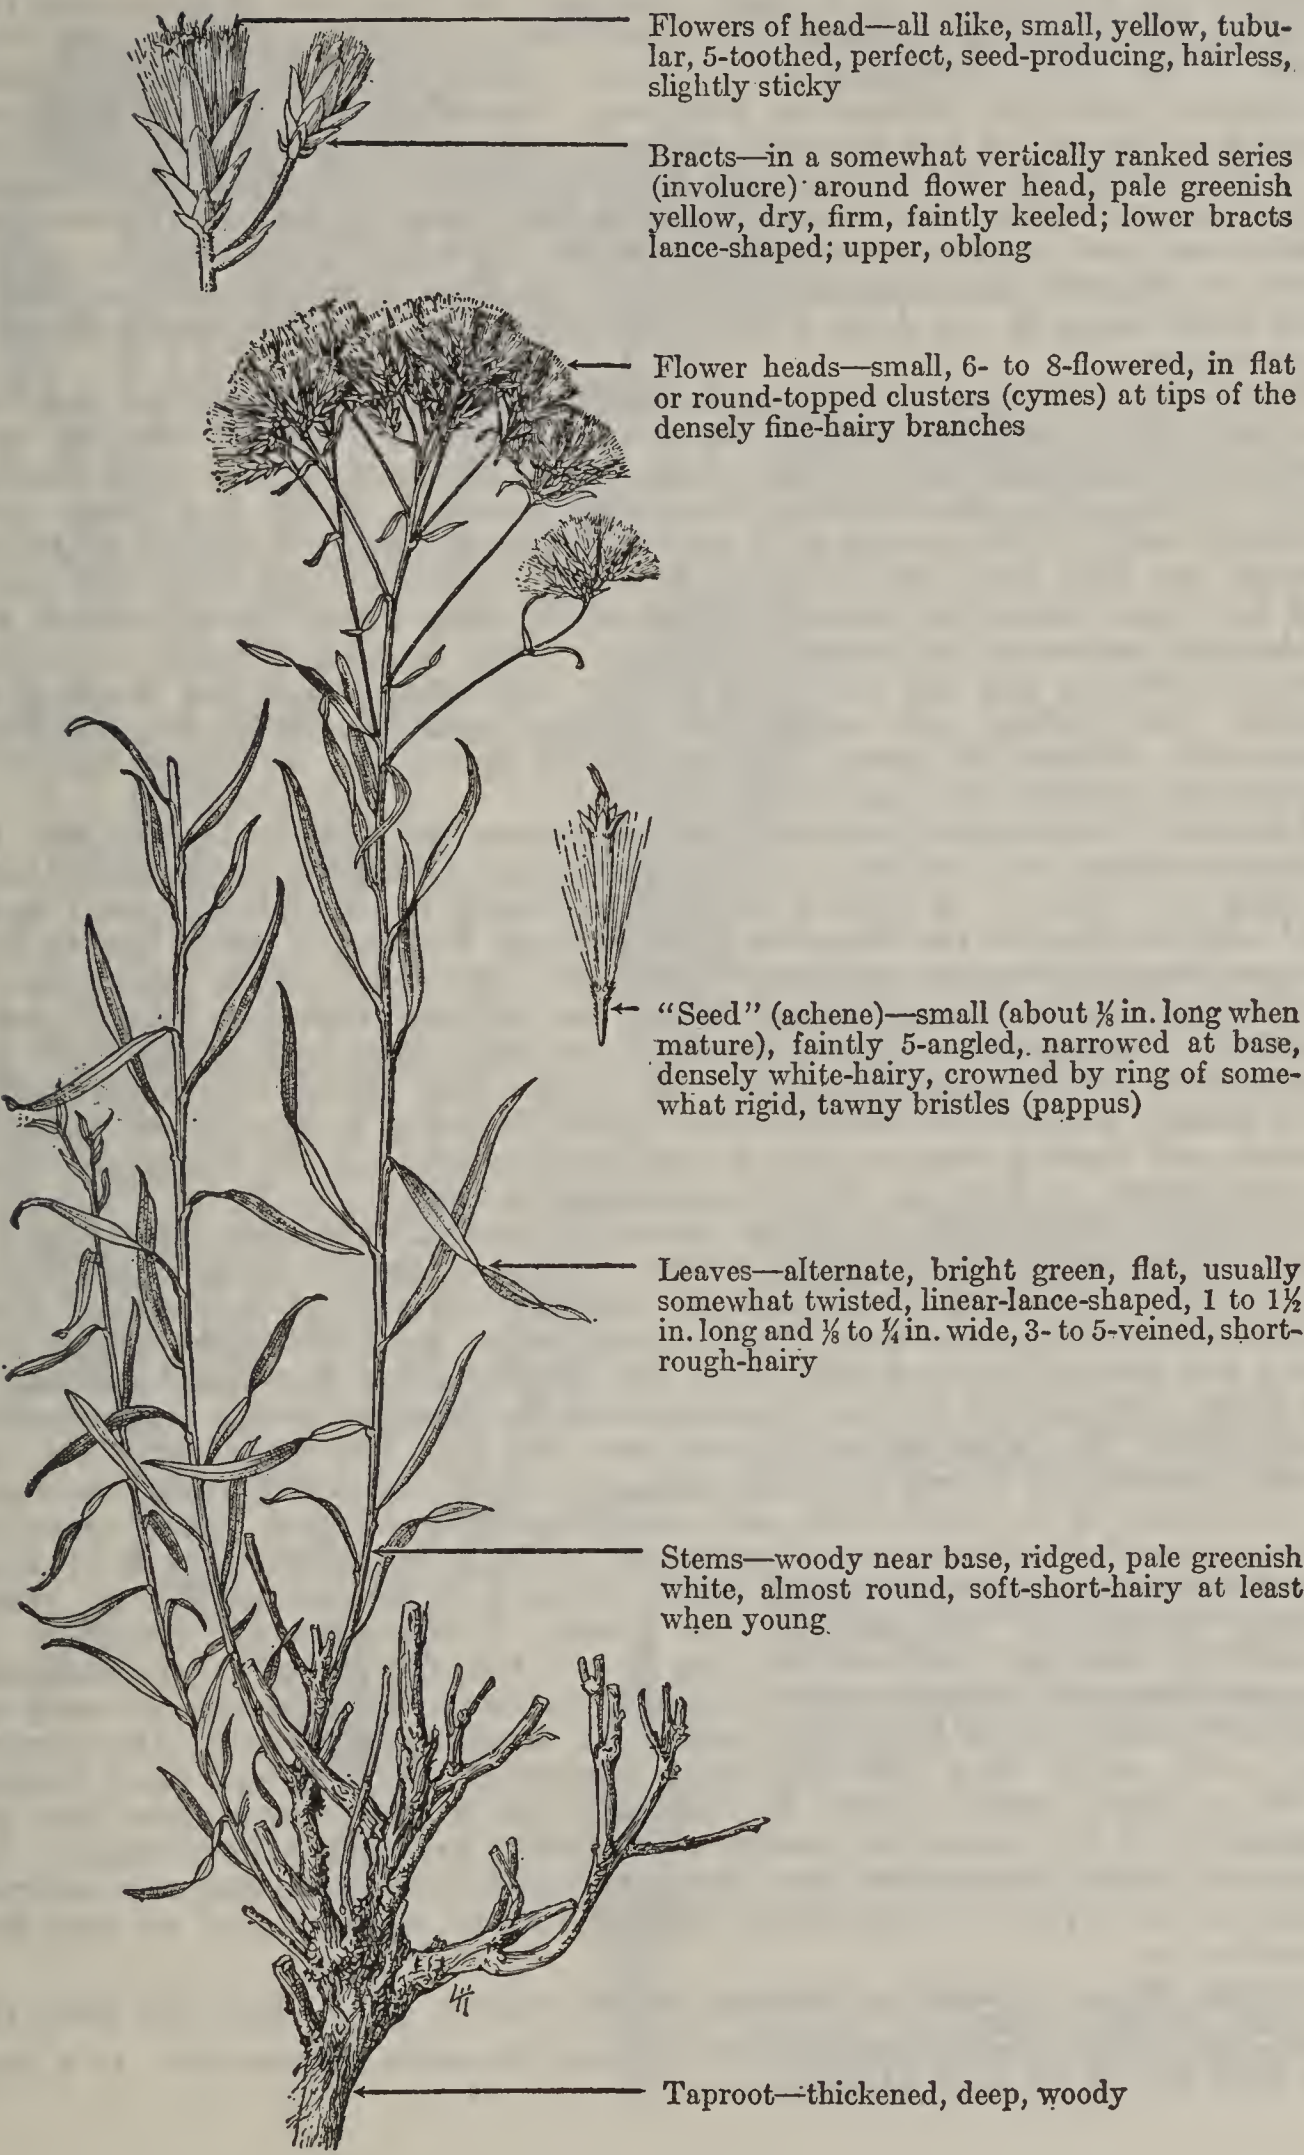 Flowers of head—all alike, small, yellow, tubu-
lar, 5-toothed, perfect, seed-producing, hairless,
slightly sticky
Bracts—in a somewhat vertically ranked series
(involucre) around flower head, pale greenish
yellow, dry, firm, faintly keeled; lower bracts
lance-shaped; upper, oblong
Flower heads—small, 6- to 8-flowered, in flat
or round-topped clusters (cymes) at tips of the
densely fine-hairy branches
"Seed" (achene)—small (about ⅛ in. long when
mature), faintly 5-angled, narrowed at base,
densely white-hairy, crowned by ring of some-
what rigid, tawny bristles (pappus)
Leaves—alternate, bright green, flat, usually
somewhat twisted, linear-lance-shaped, 1 to 1½
in. long and ⅛ to ¼ in. wide, 3- to 5-veined, short-
rough-hairy
Stems—woody near base, ridged, pale greenish
white, almost round, soft-short-hairy at least
when young
Taproot—thickened, deep, woody